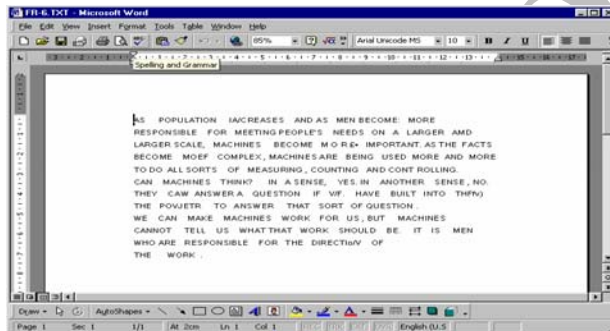 FR-6.TXT - Microsoft Word
File Edit View Insert Format Tools Table Window Help
85% Arial Unicode MS 10 B I U
Spelling and Grammar
AS POPULATION IA/CREASES AND AS MEN BECOME MORE
RESPONSIBLE FOR MEETING PEOPLE'S NEEDS ON A LARGER AMD
LARGER SCALE, MACHINES BECOME M O R £• IMPORTANT. AS THE FACTS
BECOME MOEF COMPLEX, MACHINES ARE BEING USED MORE AND MORE
TO DO ALL SORTS OF MEASURING , COUNTING AND CONT ROLLING.
CAN MACHINES THINK? IN A SENSE, YES. IN ANOTHER SENSE , NO.
THEY CAW ANSWER A QUESTION IF V/F. HAVE BUILT INTO THFfv)
THE POVJETR TO ANSWER THAT SORT OF QUESTION .
WE CAN MAKE MACHINES WORK FOR US , BUT MACHINES
CANNOT TELL US WHAT THAT WORK SHOULD BE. IT IS MEN
WHO ARE RESPONSIBLE FOR THE DIRECTIo/V OF
THE WORK .
Draw AutoShapes
Page 1 Sec 1 1/1 At 2cm Ln 1 Col 1 English (U.S